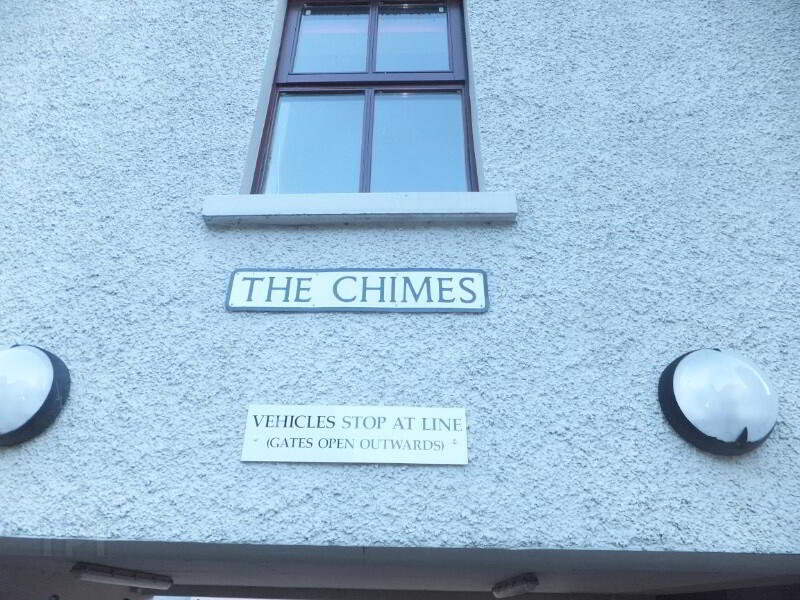 THE CHIMES
VEHICLES STOP AT LINE
(GATES OPEN OUTWARDS)